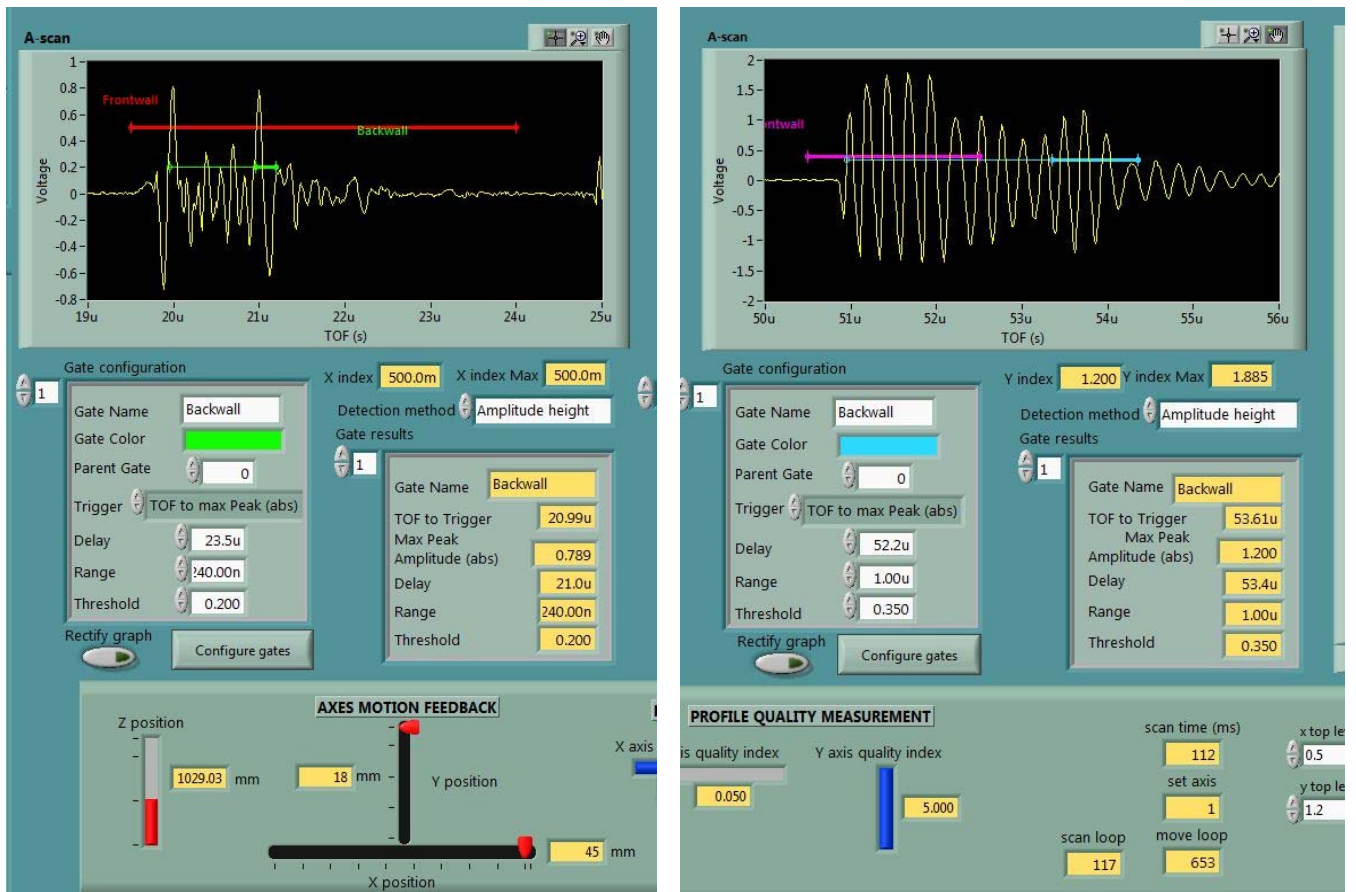 A-scan
1
0.8
0.6
0.4
0.2
0
-0.2
-0.4
-0.6
-0.8
Voltage
Frontwall
Backwall
19u 20u 21u 22u 23u 24u 25u
TOF (s)
Gate configuration
1
Gate Name Backwall
Gate Color
Parent Gate 0
Trigger TOF to max Peak (abs)
Delay 23.5u
Range 240.00n
Threshold 0.200
Rectify graph
Configure gates
X index 500.0m X index Max 500.0m
Detection method Amplitude height
Gate results
1
Gate Name Backwall
TOF to Trigger 20.99u
Max Peak
Amplitude (abs) 0.789
Delay 21.0u
Range 240.00n
Threshold 0.200
AXES MOTION FEEDBACK
Z position
1029.03 mm
18 mm
Y position
45 mm
X position
X axis
A-scan
2
1.5
1
0.5
0
-0.5
-1
-1.5
-2
Voltage
ntwall
50u 51u 52u 53u 54u 55u 56u
TOF (s)
Gate configuration
1
Gate Name Backwall
Gate Color
Parent Gate 0
Trigger TOF to max Peak (abs)
Delay 52.2u
Range 1.00u
Threshold 0.350
Rectify graph
Configure gates
Y index 1.200 Y index Max 1.885
Detection method Amplitude height
Gate results
1
Gate Name Backwall
TOF to Trigger 53.61u
Max Peak
Amplitude (abs) 1.200
Delay 53.4u
Range 1.00u
Threshold 0.350
PROFILE QUALITY MEASUREMENT
is quality index
0.050
Y axis quality index
5.000
scan time (ms)
112
set axis
1
scan loop
117
move loop
653
x top le
0.5
y top le
1.2